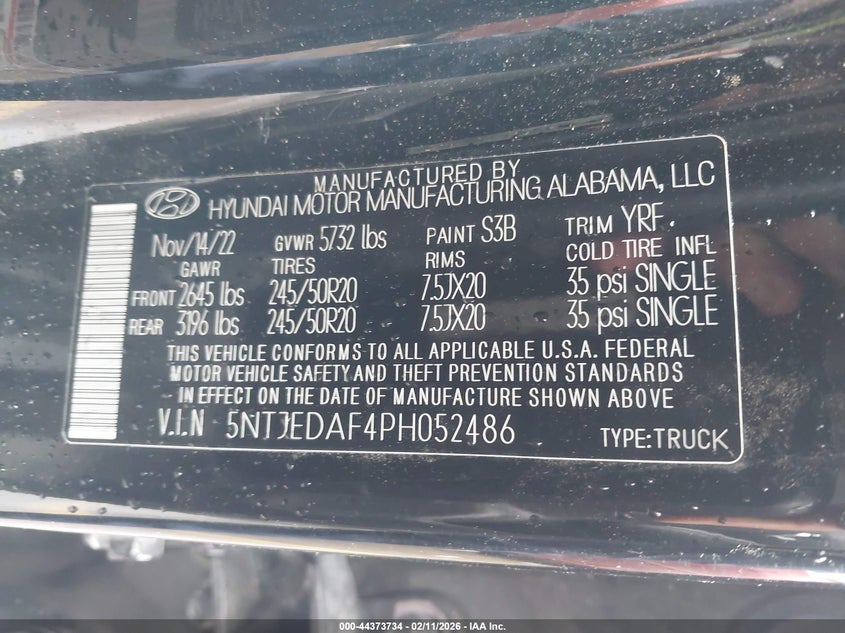 MANUFACTURED BY
HYUNDAI MOTOR MANUFACTURING ALABAMA, LLC
Nov/14/22 GVWR 5732 lbs PAINT S3B TRIM YRF
GAWR TIRES RIMS COLD TIRE INFL
FRONT 2645 lbs 245/50R20 7.5JX20 35 psi SINGLE
REAR 3196 lbs 245/50R20 7.5JX20 35 psi SINGLE
THIS VEHICLE CONFORMS TO ALL APPLICABLE U.S.A. FEDERAL
MOTOR VEHICLE SAFETY AND THEFT PREVENTION STANDARDS
IN EFFECT ON THE DATE OF MANUFACTURE SHOWN ABOVE
V.I.N 5NTJEDAF4PH052486 TYPE:TRUCK
000-44373734 - 02/11/2026 - IAA Inc.